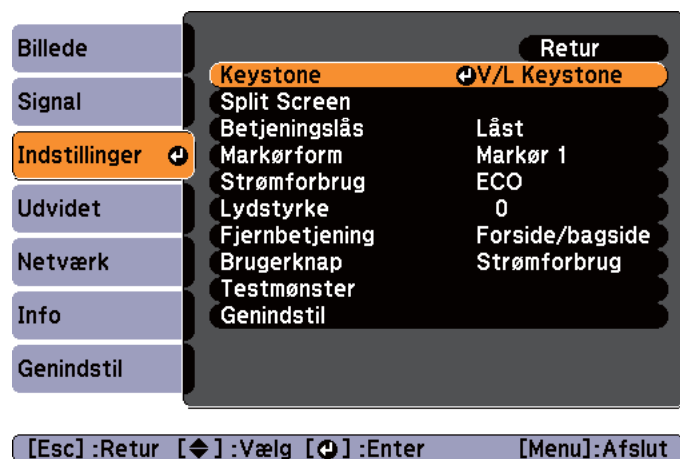 Billede
Signal
Indstillinger
Udvidet
Netværk
Info
Genindstil
Retur
Keystone V/L Keystone
Split Screen
Betjeningslås Låst
Markørform Markør 1
Strømforbrug ECO
Lydstyrke 0
Fjernbetjening Forside/bagside
Brugerknap Strømforbrug
Testmønster
Genindstil
[Esc] :Retur [◆] :Vælg [⏎] :Enter [Menu]:Afslut